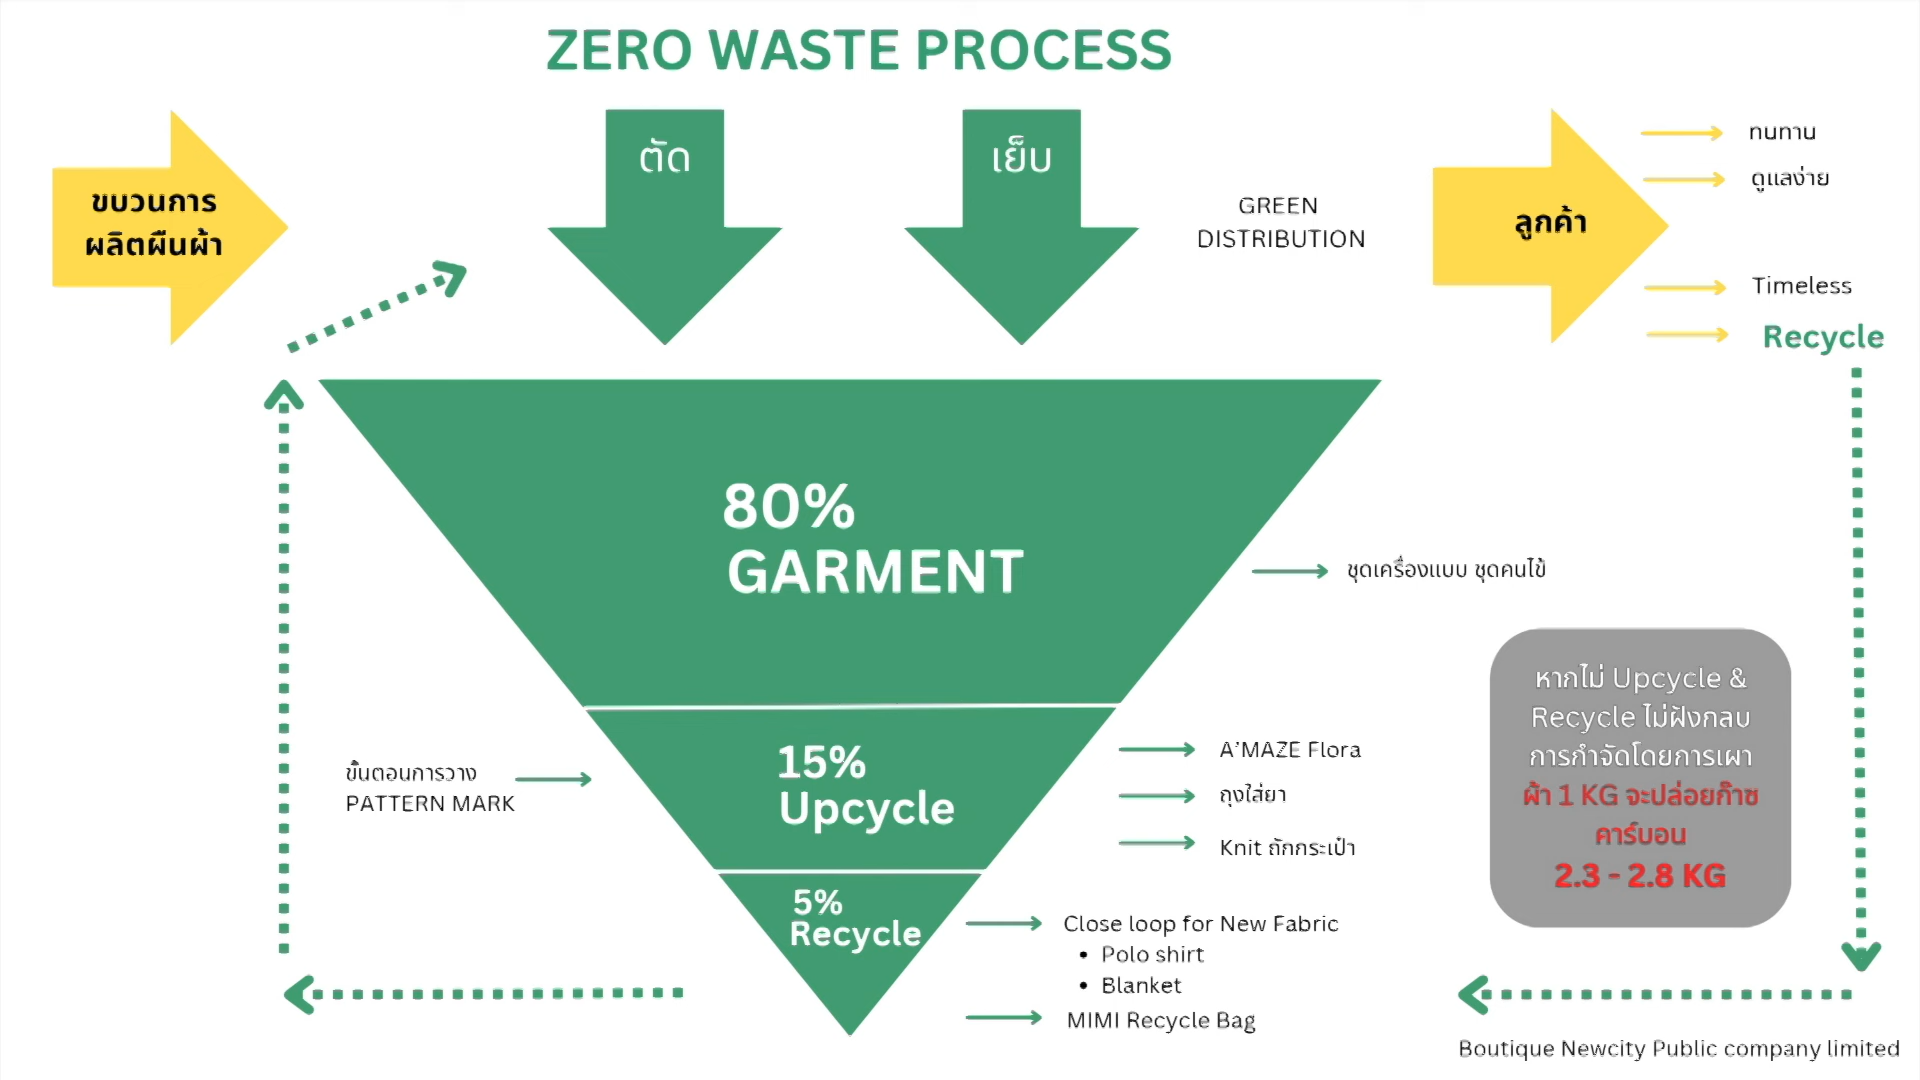 ZERO WASTE PROCESS
ขบวนการ
ผลิตผืนผ้า
ตัด
เย็บ
GREEN
DISTRIBUTION
ลูกค้า
ทนทาน
ดูแลง่าย
Timeless
Recycle
80%
GARMENT
ชุดเครื่องแบบ ชุดคนไข้
ขั้นตอนการวาง
PATTERN MARK
15%
Upcycle
A'MAZE Flora
ถุงใส่ยา
Knit ถักกระเป๋า
5%
Recycle
Close loop for New Fabric
• Polo shirt
• Blanket
MIMI Recycle Bag
หากไม่ Upcycle &
Recycle ไม่ฝังกลบ
การกำจัดโดยการเผา
ผ้า 1 KG จะปล่อยก๊าซ
คาร์บอน
2.3 - 2.8 KG
Boutique Newcity Public company limited